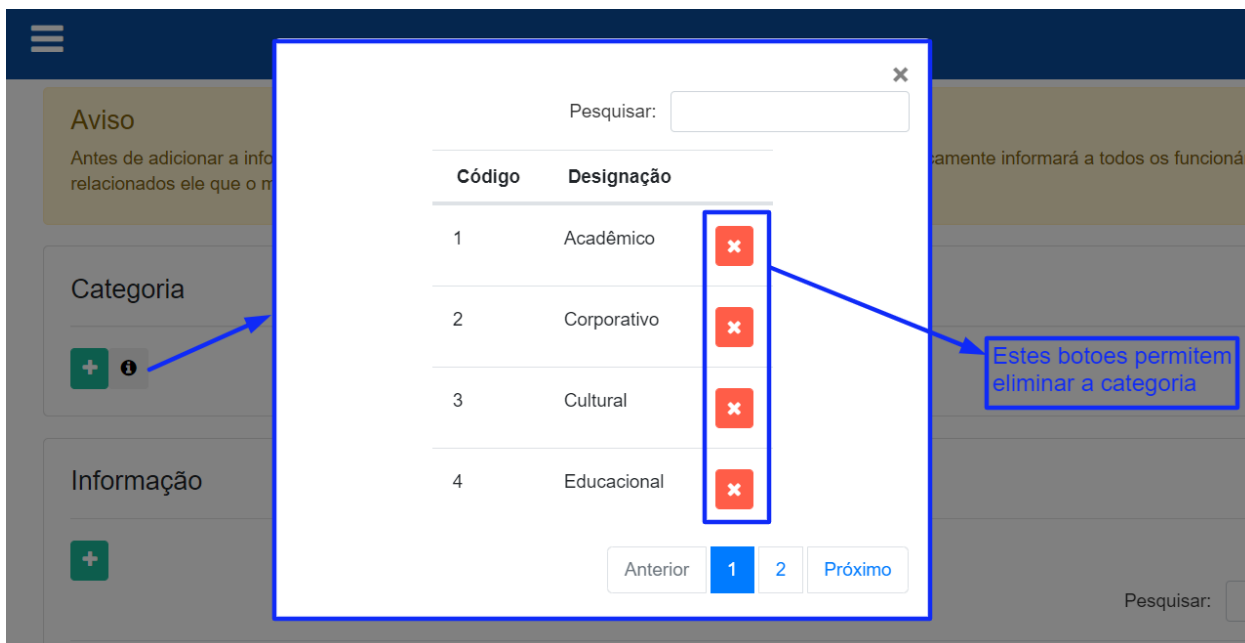 Aviso
Antes de adicionar a info
camente informará a todos os funcioná
relacionados ele que o m
Categoria
Informação
Pesquisar:
Código Designação
1 Acadêmico
2 Corporativo
3 Cultural
4 Educacional
Anterior 1 2 Próximo
Estes botoes permitem
eliminar a categoria
Pesquisar: